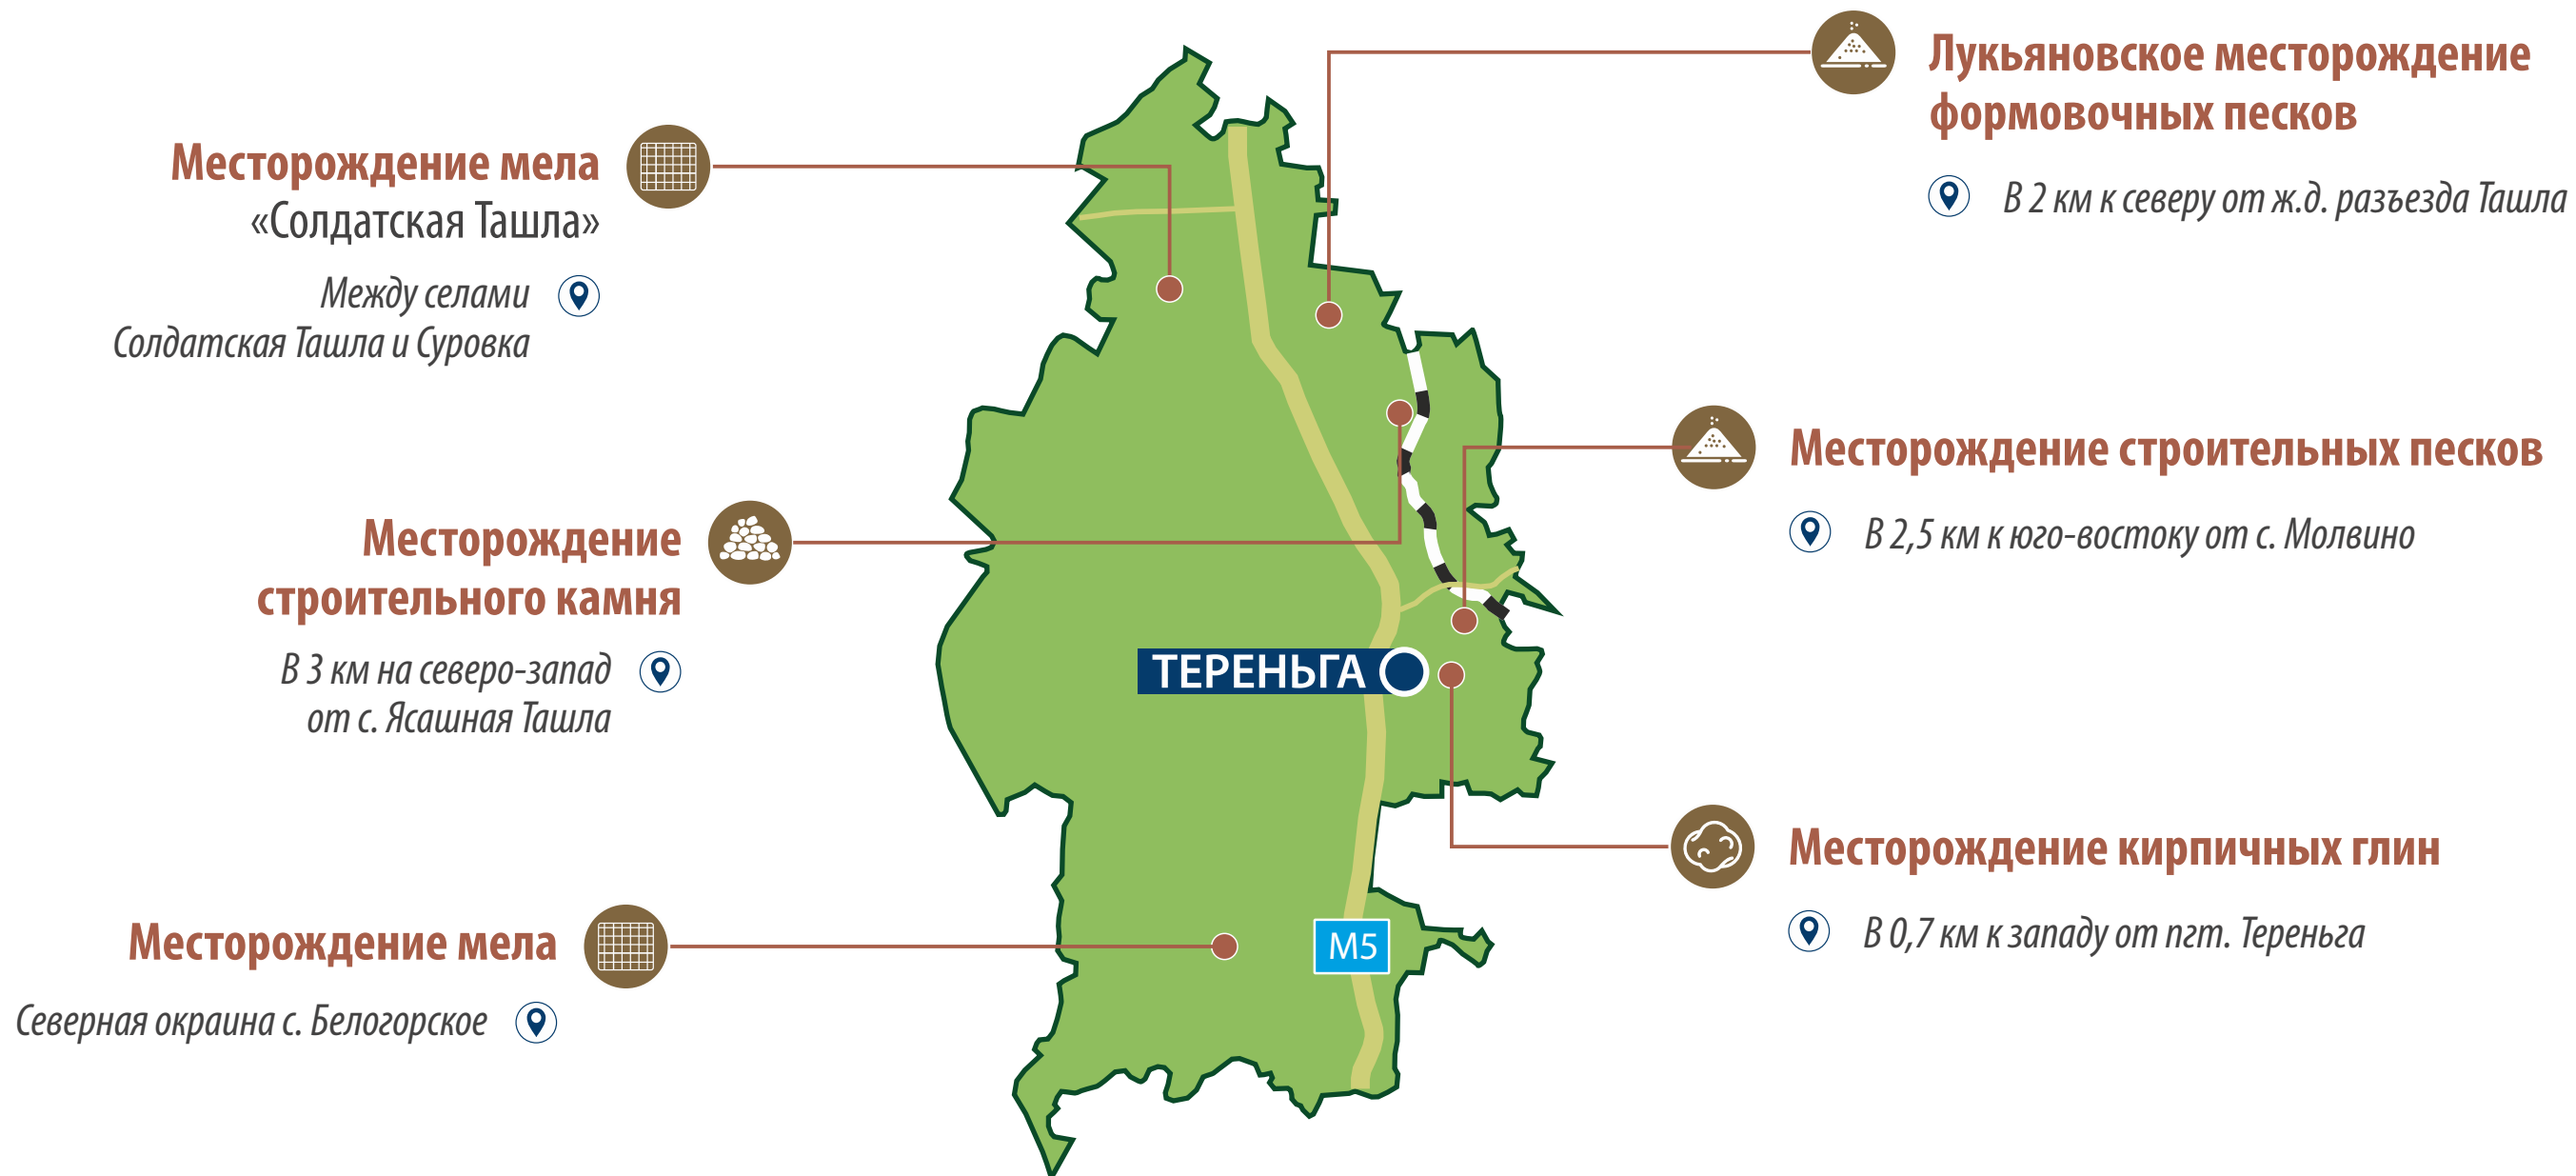 Месторождение мела
«Солдатская Ташла»
Между селами
Солдатская Ташла и Суровка
Месторождение
строительного камня
В 3 км на северо-запад
от с. Ясашная Ташла
Месторождение мела
Северная окраина с. Белогорское
ТЕРЕНЬГА
М5
Лукьяновское месторождение
формовочных песков
В 2 км к северу от ж.д. разъезда Ташла
Месторождение строительных песков
В 2,5 км к юго-востоку от с. Молвино
Месторождение кирпичных глин
В 0,7 км к западу от пгт. Тереньга